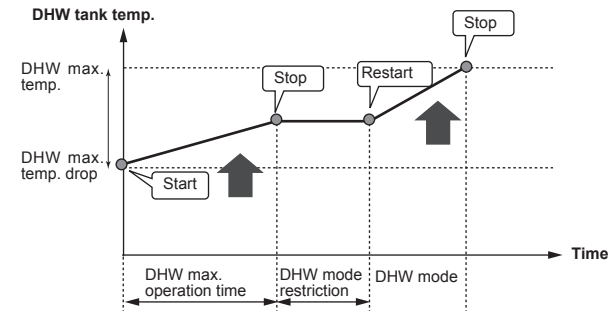 DHW tank temp.
Stop
DHW max.
temp.
Stop
Restart
DHW max.
temp. drop
Start
Time
DHW max.
operation time
DHW mode
restriction
DHW mode